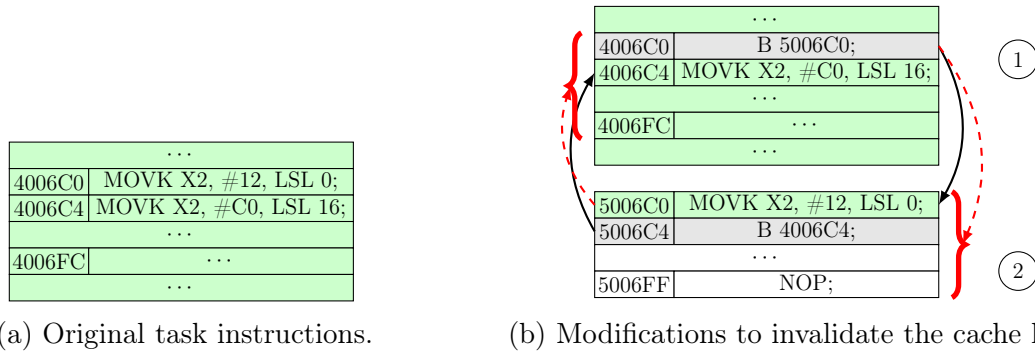 ...
4006C0 MOVK X2, #12, LSL 0;
4006C4 MOVK X2, #C0, LSL 16;
...
4006FC ...
...
(a) Original task instructions.
...
4006C0 B 5006C0;
4006C4 MOVK X2, #C0, LSL 16;
...
4006FC ...
...
1
5006C0 MOVK X2, #12, LSL 0;
5006C4 B 4006C4;
...
5006FF NOP;
2
(b) Modifications to invalidate the cache